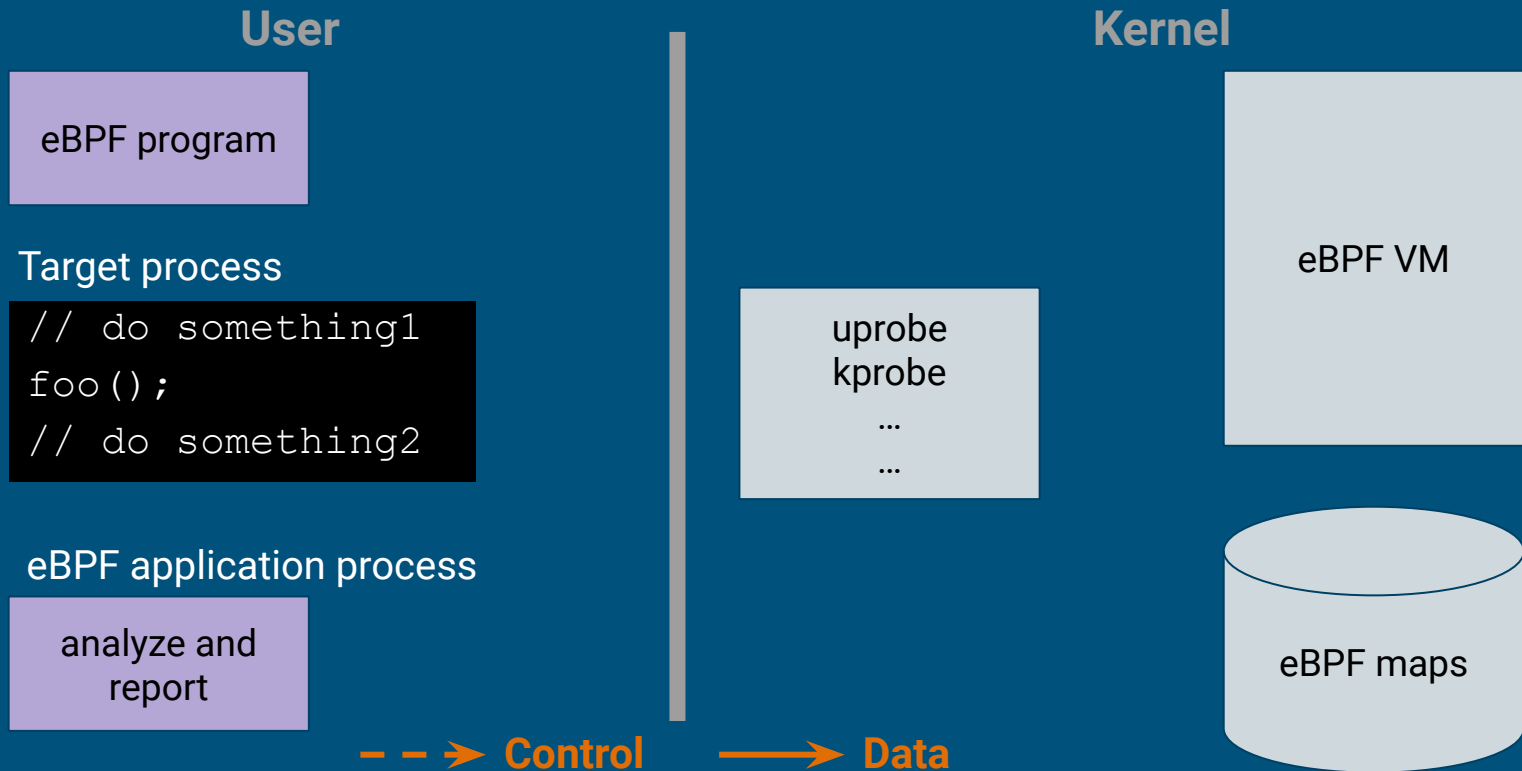 User
Kernel
eBPF program
Target process
// do something1
foo();
// do something2
eBPF application process
analyze and
report
uprobe
kprobe
…
…
eBPF VM
eBPF maps
Control
Data